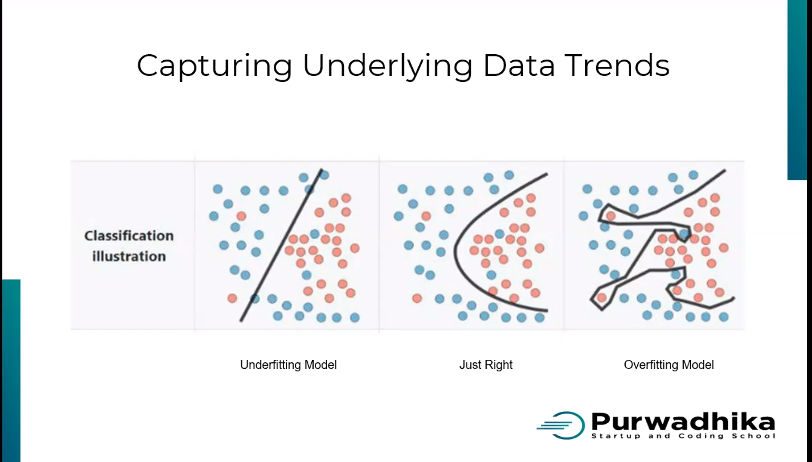 Capturing Underlying Data Trends
Classification
illustration
Underfitting Model
Just Right
Overfitting Model
Purwadhika
Startup and Coding School